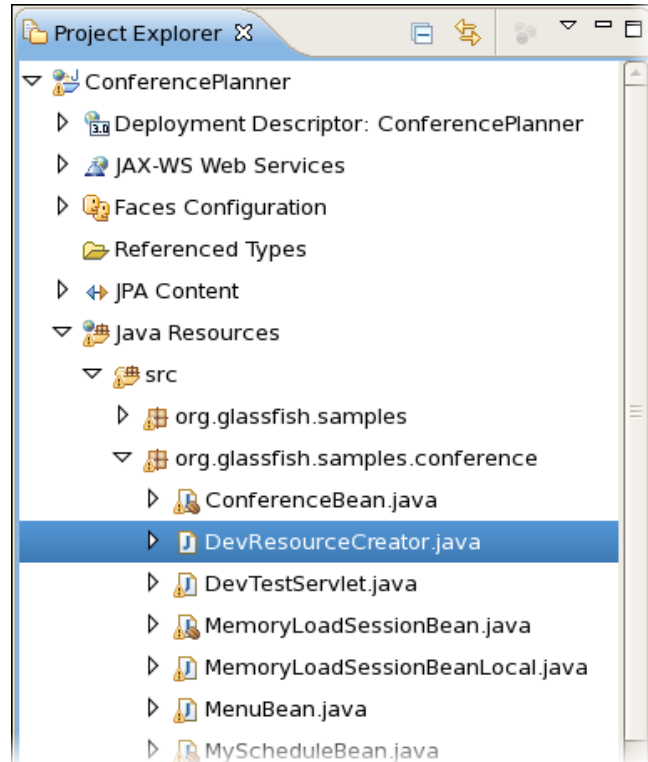 Project Explorer
ConferencePlanner
3.0 Deployment Descriptor: ConferencePlanner
JAX-WS Web Services
Faces Configuration
Referenced Types
JPA Content
Java Resources
src
org.glassfish.samples
org.glassfish.samples.conference
ConferenceBean.java
DevResourceCreator.java
DevTestServlet.java
MemoryLoadSessionBean.java
MemoryLoadSessionBeanLocal.java
MenuBean.java
MyScheduleBean.java